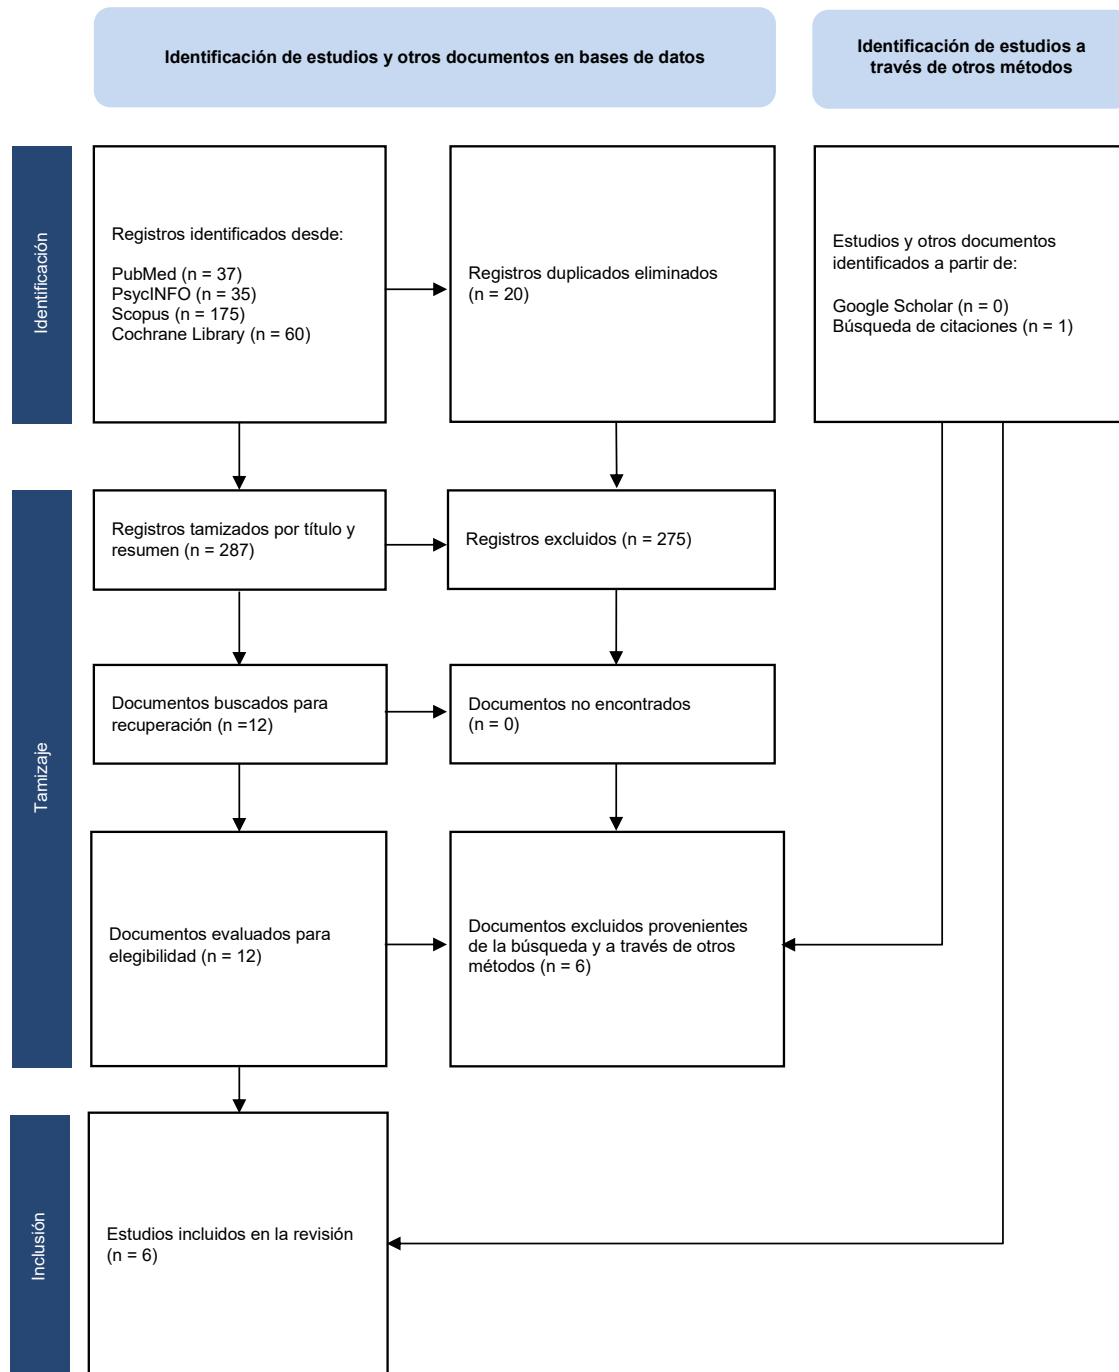 Identificación de estudios y otros documentos en bases de datos
Identificación de estudios a
través de otros métodos
Identificación
Registros identificados desde:
PubMed (n = 37)
PsycINFO (n = 35)
Scopus (n = 175)
Cochrane Library (n = 60)
Registros duplicados eliminados
(n = 20)
Estudios y otros documentos
identificados a partir de:
Google Scholar (n = 0)
Búsqueda de citaciones (n = 1)
Tamizaje
Registros tamizados por título y
resumen (n = 287)
Registros excluidos (n = 275)
Documentos buscados para
recuperación (n =12)
Documentos no encontrados
(n = 0)
Documentos evaluados para
elegibilidad (n = 12)
Documentos excluidos provenientes
de la búsqueda y a través de otros
métodos (n = 6)
Inclusión
Estudios incluidos en la revisión
(n = 6)